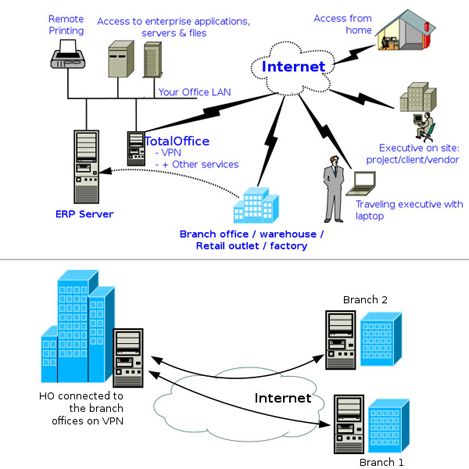 Remote
Printing
Access to enterprise applications,
servers & files
Access from
home
Internet
Your Office LAN
TotalOffice
- VPN
- + Other services
Executive on site:
project/client/vendor
ERP Server
Traveling executive with
laptop
Branch office / warehouse /
Retail outlet / factory
Branch 2
HO connected to
the branch
offices on VPN
Internet
Branch 1